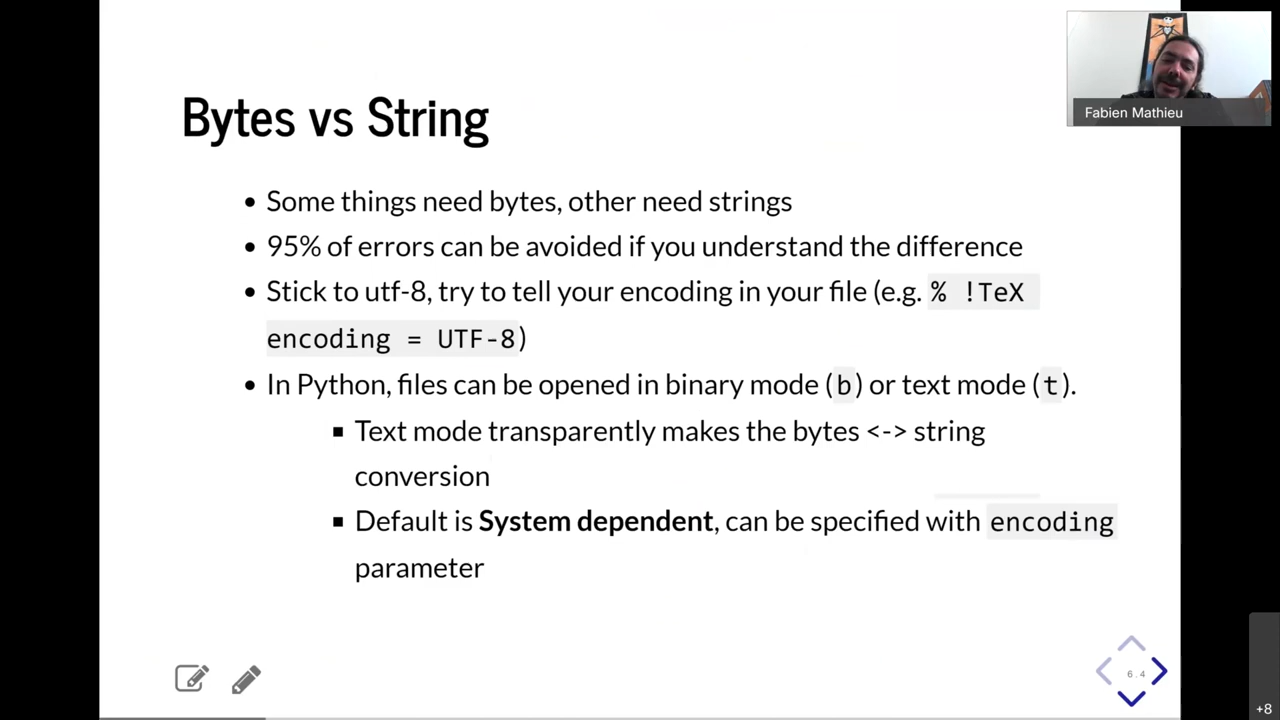 Fabien Mathieu
Bytes vs String
Some things need bytes, other need strings
95% of errors can be avoided if you understand the difference
Stick to utf-8, try to tell your encoding in your file (e.g. % !TeX
encoding = UTF-8)
In Python, files can be opened in binary mode (b) or text mode (t).
Text mode transparently makes the bytes <-> string
conversion
Default is System dependent, can be specified with encoding
parameter
6.4
+8